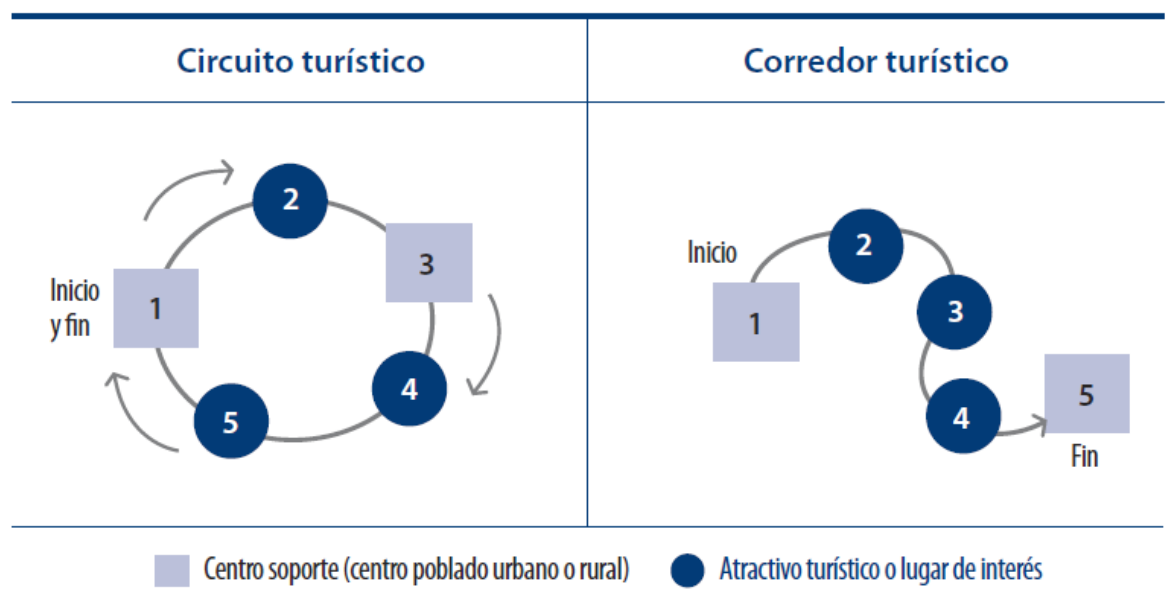 Circuito turístico
Corredor turístico
2
3
Inicio
y fin
1
4
5
Inicio
2
1
3
4
5
Fin
Centro soporte (centro poblado urbano o rural)
Atractivo turístico o lugar de interés